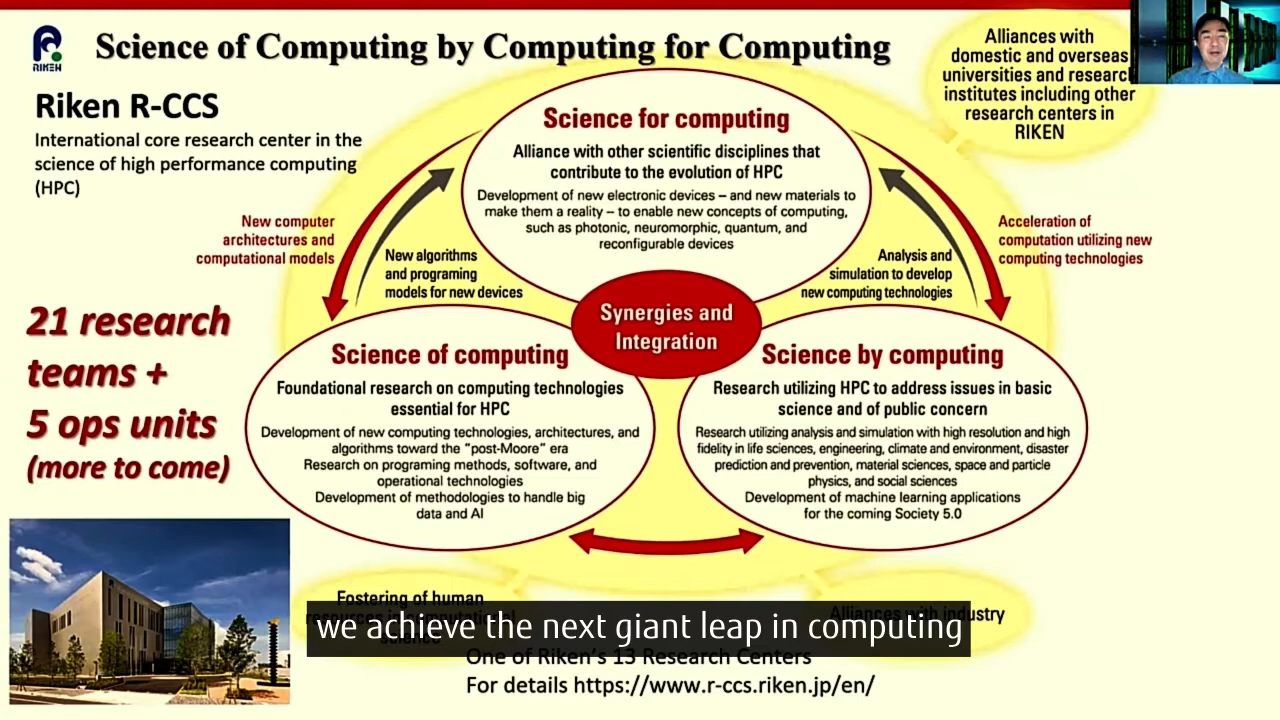 RIKEN
Science of Computing by Computing for Computing
Riken R-CCS
International core research center in the
science of high performance computing
(HPC)
Alliances with
domestic and overseas
universities and research
institutes including other
research centers in
RIKEN
Science for computing
Alliance with other scientific disciplines that
contribute to the evolution of HPC
Development of new electronic devices – and new materials to
make them a reality – to enable new concepts of computing,
such as photonic, neuromorphic, quantum, and
reconfigurable devices
New computer
architectures and
computational models
New algorithms
and programing
models for new devices
Analysis and
simulation to develop
new computing technologies
Acceleration of
computation utilizing new
computing technologies
Synergies and
Integration
21 research
teams +
5 ops units
(more to come)
Science of computing
Foundational research on computing technologies
essential for HPC
Development of new computing technologies, architectures, and
algorithms toward the “post-Moore” era
Research on programing methods, software, and
operational technologies
Development of methodologies to handle big
data and AI
Science by computing
Research utilizing HPC to address issues in basic
science and of public concern
Research utilizing analysis and simulation with high resolution and high
fidelity in life sciences, engineering, climate and environment, disaster
prediction and prevention, material sciences, space and particle
physics, and social sciences
Development of machine learning applications
for the coming Society 5.0
Fostering of human
resources in computational
science
Alliances with industry
we achieve the next giant leap in computing
One of Riken's 13 Research Centers
For details https://www.r-ccs.riken.jp/en/